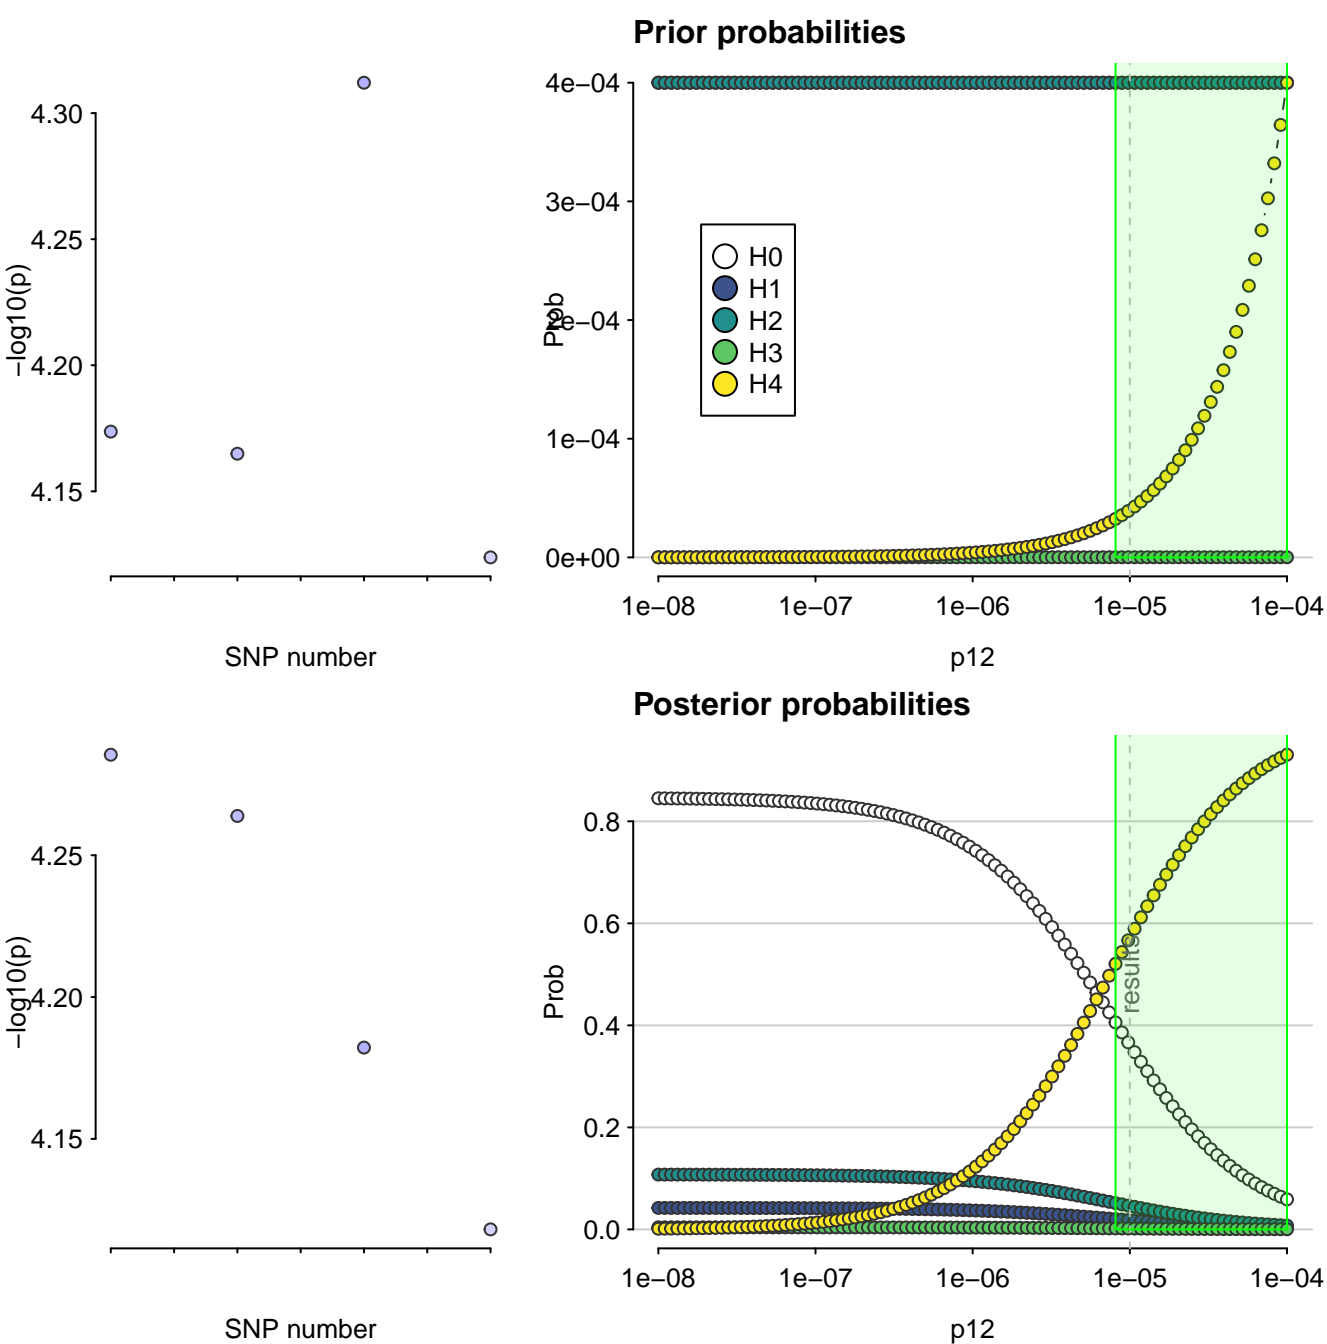 4.30
4.25
4.20
4.15
−log10(p)
SNP number
Prior probabilities
4e−04
3e−04
2e−04
1e−04
0e+00
Prob
H0
H1
H2
H3
H4
1e−08 1e−07 1e−06 1e−05 1e−04
p12
4.25
4.20
4.15
−log10(p)
SNP number
Posterior probabilities
0.8
0.6
0.4
0.2
0.0
Prob
results
1e−08 1e−07 1e−06 1e−05 1e−04
p12